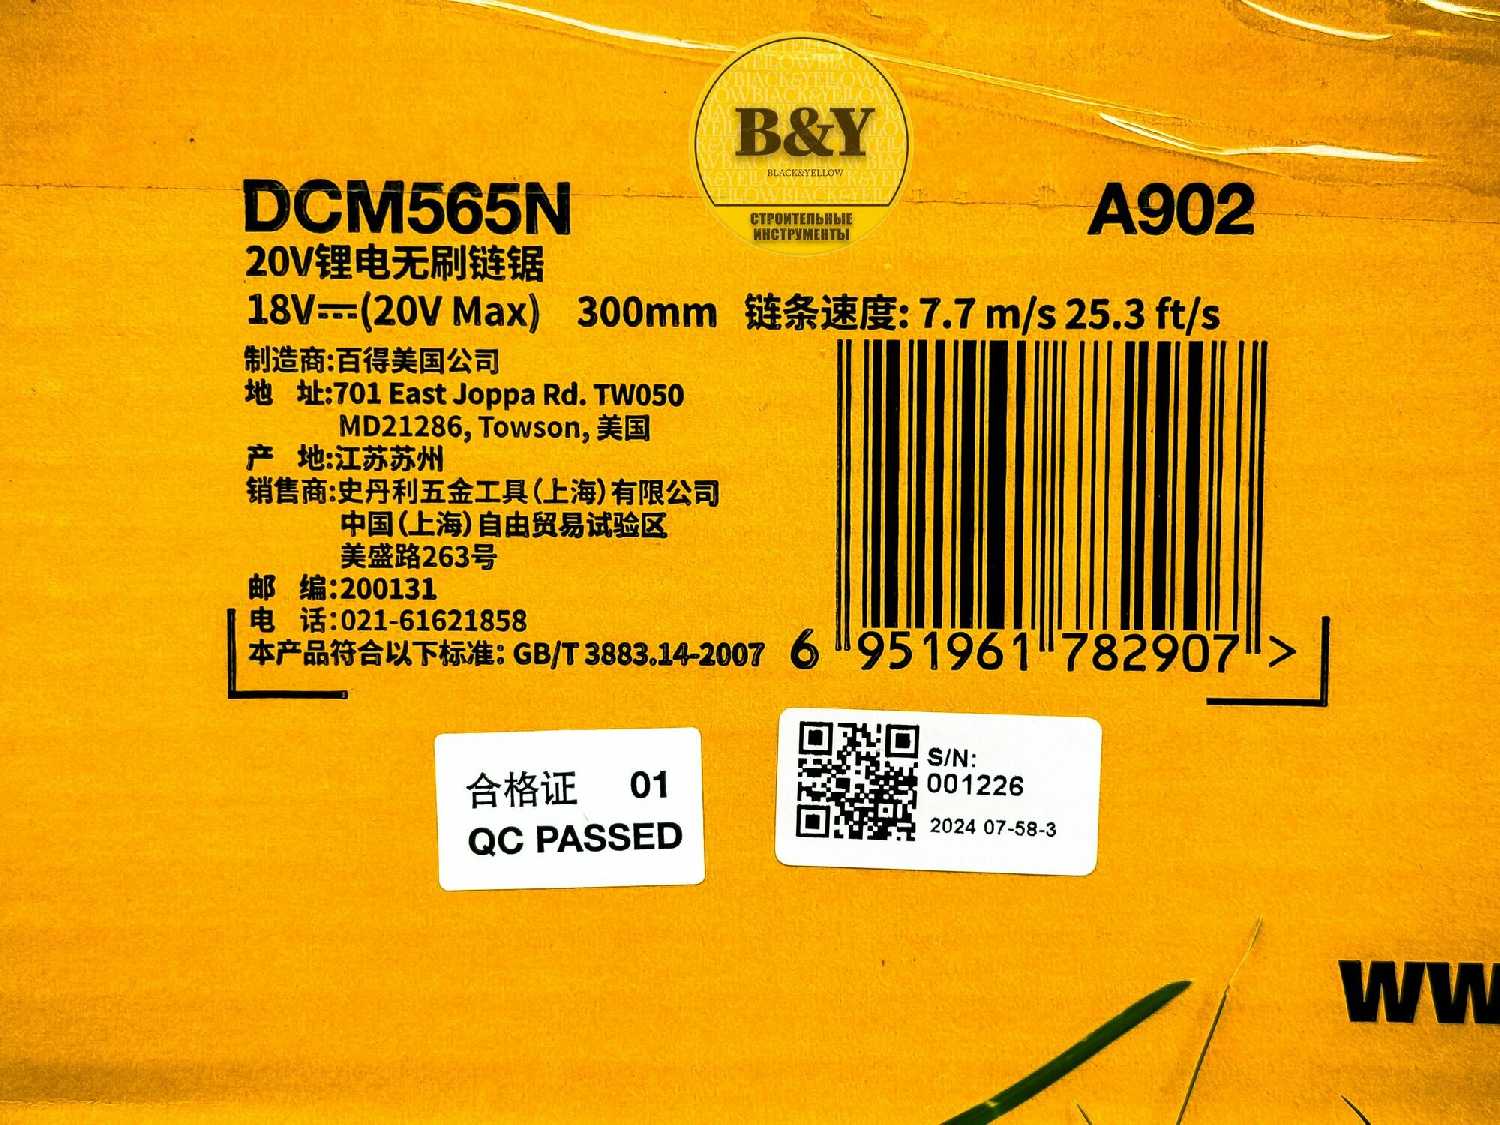 B&Y
BLACK&YELLOW
СТРОИТЕЛЬНЫЕ
ИНСТРУМЕНТЫ
DCM565N
A902
20V锂电无刷链锯
18V⎓(20V Max) 300mm 链条速度: 7.7 m/s 25.3 ft/s
制造商:百得美国公司
地 址:701 East Joppa Rd. TW050
MD21286, Towson, 美国
产 地:江苏苏州
销售商:史丹利五金工具(上海)有限公司
中国(上海)自由贸易试验区
美盛路263号
邮 编:200131
电 话:021-61621858
本产品符合以下标准: GB/T 3883.14-2007
6 951961 782907 >
合格证 01
QC PASSED
S/N:
001226
2024 07-58-3